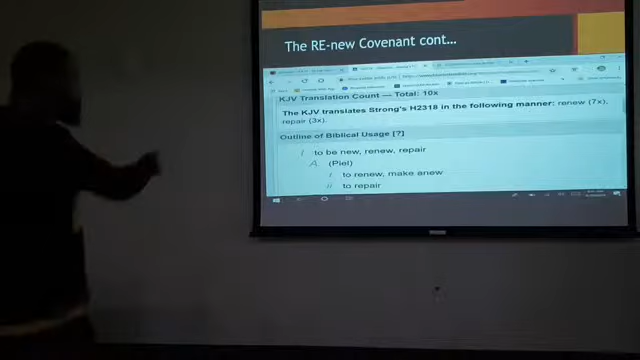 The RE-new Covenant cont...
KJV Translation Count — Total: 10x
The KJV translates Strong's H2318 in the following manner: renew (7x),
repair (3x).
Outline of Biblical Usage [?]
I to be new, renew, repair
A. (Piel)
i to renew, make anew
ii to repair